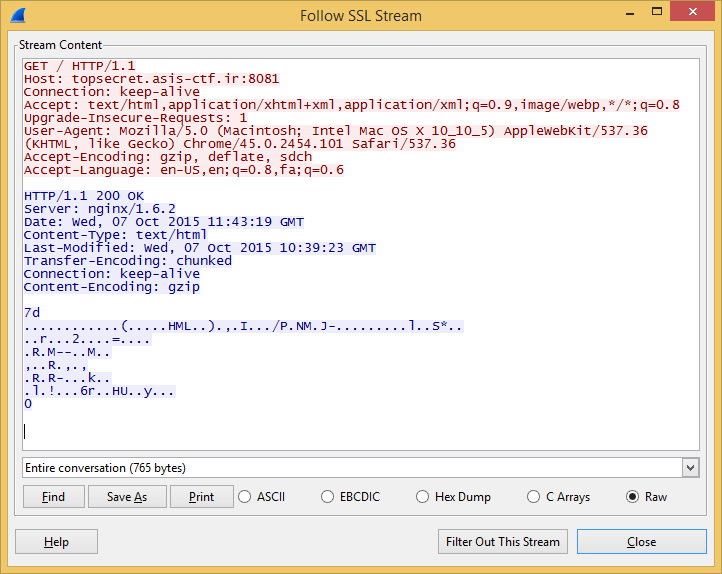 Follow SSL Stream
Stream Content
GET / HTTP/1.1
Host: topsecret.asis-ctf.ir:8081
Connection: keep-alive
Accept: text/html,application/xhtml+xml,application/xml;q=0.9,image/webp,*/*;q=0.8
Upgrade-Insecure-Requests: 1
User-Agent: Mozilla/5.0 (Macintosh; Intel Mac OS X 10_10_5) AppleWebKit/537.36
(KHTML, like Gecko) Chrome/45.0.2454.101 Safari/537.36
Accept-Encoding: gzip, deflate, sdch
Accept-Language: en-US,en;q=0.8,fa;q=0.6
HTTP/1.1 200 OK
Server: nginx/1.6.2
Date: Wed, 07 Oct 2015 11:43:19 GMT
Content-Type: text/html
Last-Modified: Wed, 07 Oct 2015 10:39:23 GMT
Transfer-Encoding: chunked
Connection: keep-alive
Content-Encoding: gzip
7d
............(.....HML..).,.I.../P.NM.J-.........l..S*..
..r...2....=....
.R.M--..M..
,..R.,.,
.R.R-...k..
.l.!...6r..HU..y...
0
Entire conversation (765 bytes)
Find Save As Print ASCII EBCDIC Hex Dump C Arrays Raw
Help Filter Out This Stream Close